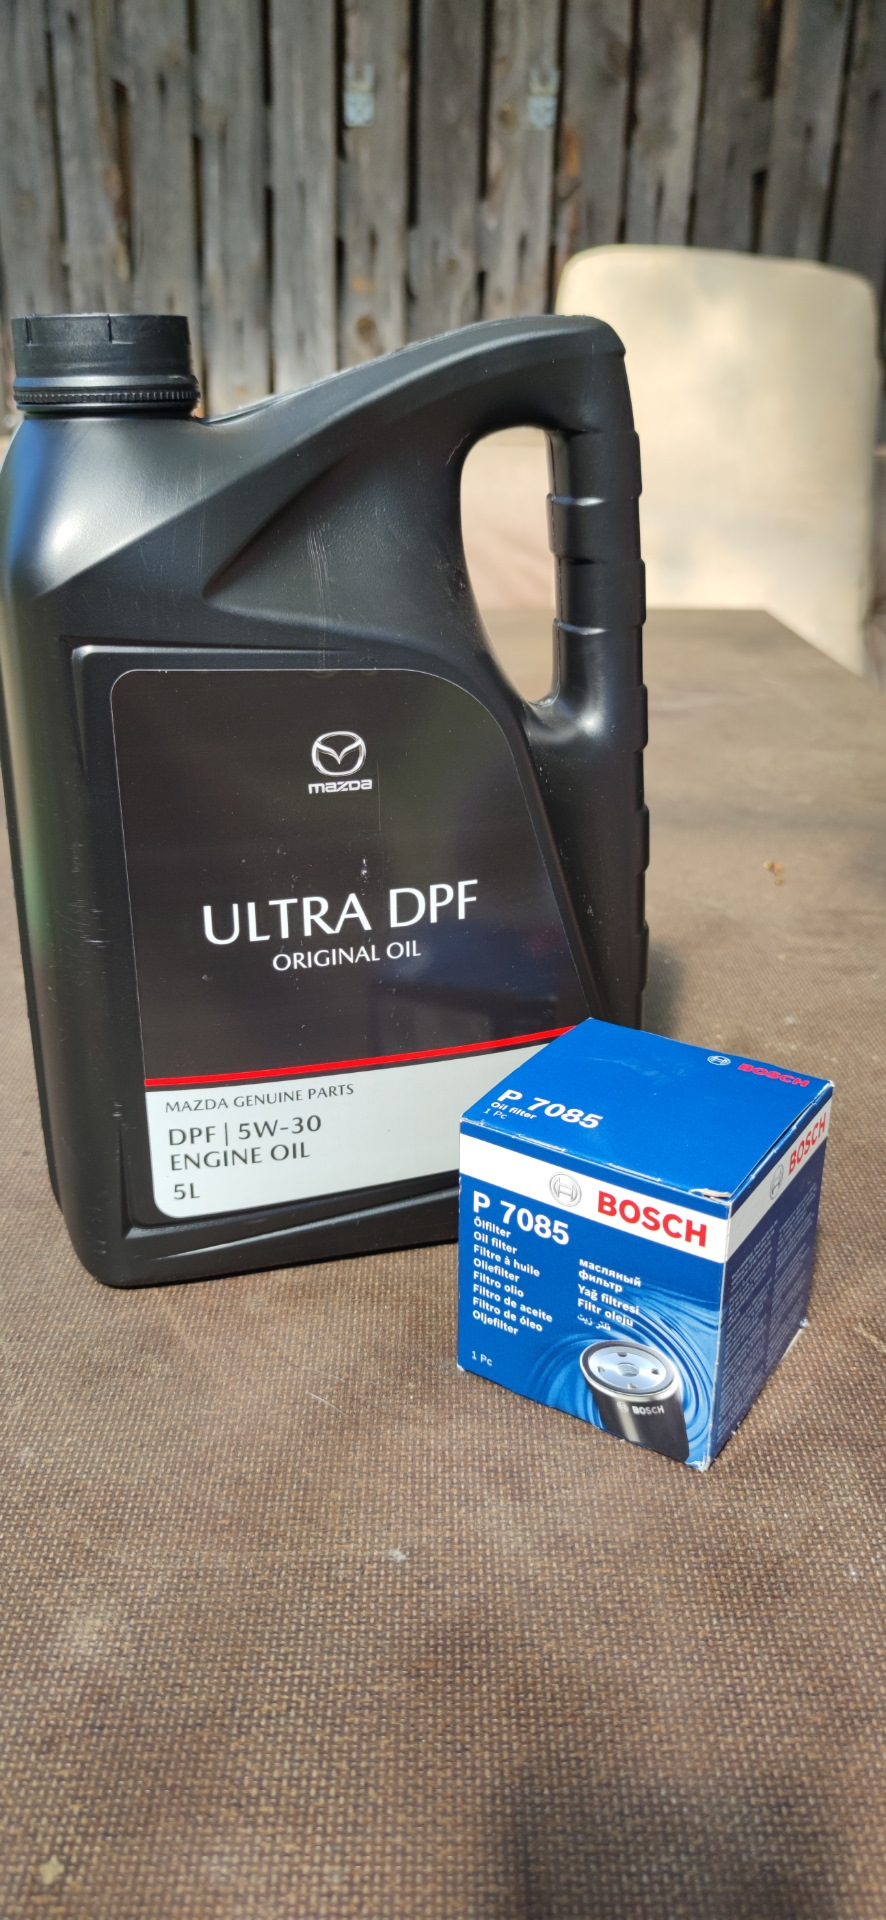 mazda
ULTRA DPF
ORIGINAL OIL
MAZDA GENUINE PARTS
DPF | 5W-30
ENGINE OIL
5L
BOSCH
P 7085
Oil filter
1 Pc
BOSCH
P 7085
Ölfilter
Oil filter
Filtre à huile
Oliefilter
Filtro olio
Filtro de aceite
Filtro de óleo
Oljefilter
масляный
фильтр
Yağ filtresi
Filtr oleju
فلتر زيت
1 Pc
BOSCH
BOSCH